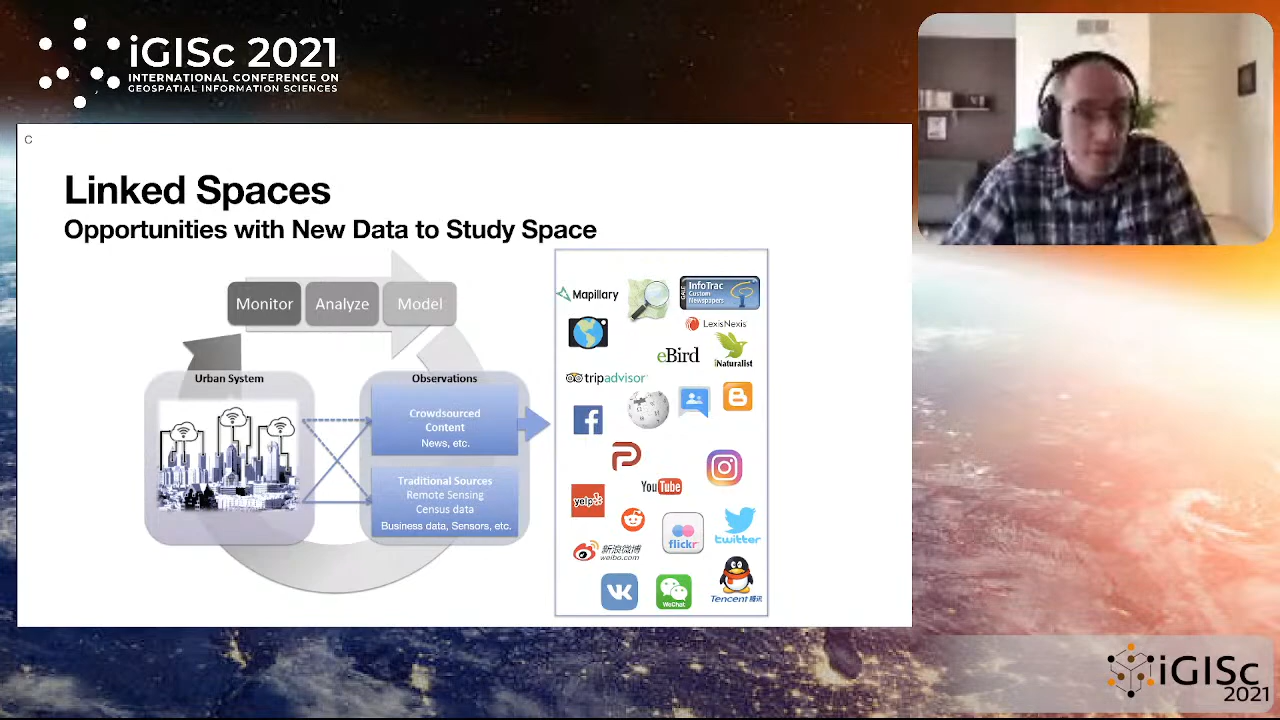 iGISc 2021
INTERNATIONAL CONFERENCE ON
GEOSPATIAL INFORMATION SCIENCES
C
Linked Spaces
Opportunities with New Data to Study Space
Monitor
Analyze
Model
Urban System
Observations
Crowdsourced
Content
News, etc.
Traditional Sources
Remote Sensing
Census data
Business data, Sensors, etc.
Mapillary
GALE
InfoTrac
Custom
Newspapers
LexisNexis
eBird
iNaturalist
tripadvisor
yelp
YouTube
flickr
twitter
新浪微博
weibo.com
WeChat
Tencent 腾讯
iGISc
2021